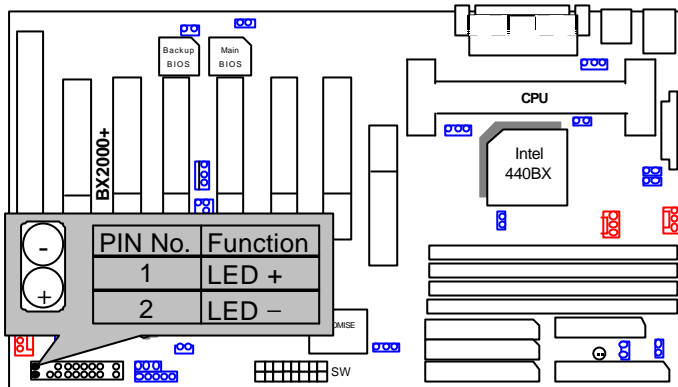 Backup
BIOS
Main
BIOS
CPU
BX2000+
Intel
440BX
-
+
PIN No. Function
1 LED +
2 LED −
SW